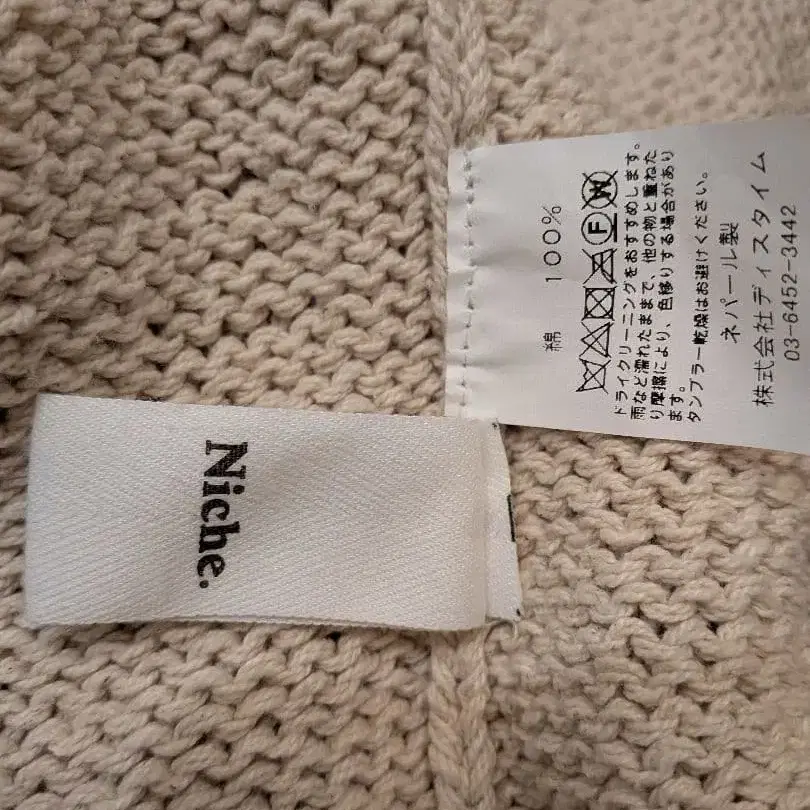 綿 100%
ドライクリーニングをおすすめします。
雨など濡れたままで、他の物と重ねた
り摩擦により、色移りする場合があり
ます。
タンブラー乾燥はお避けください。
ネパール製
株式会社ディスタイム
03-6452-3442
Niche.